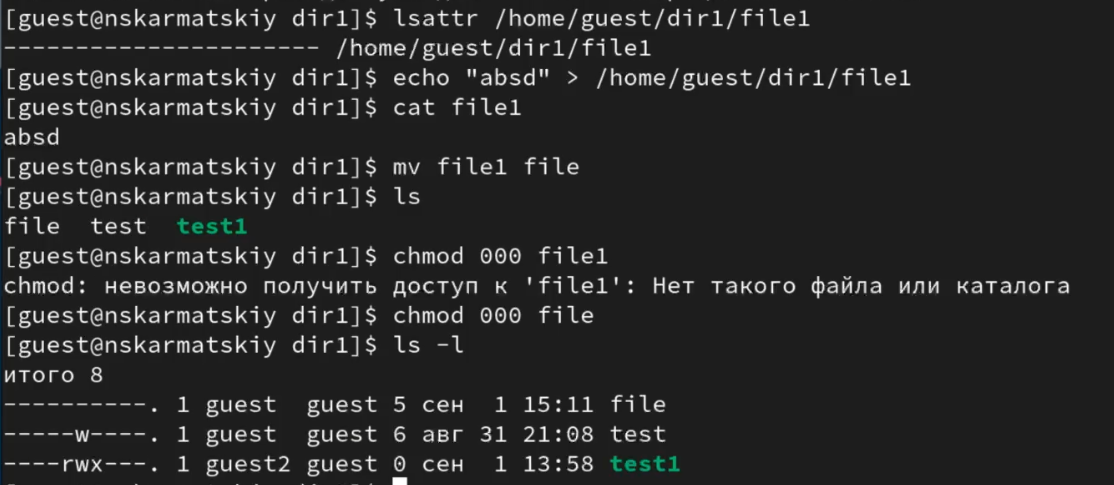 [guest@nskarmatskiy dir1]$ lsattr /home/guest/dir1/file1
---------------------- /home/guest/dir1/file1
[guest@nskarmatskiy dir1]$ echo "absd" > /home/guest/dir1/file1
[guest@nskarmatskiy dir1]$ cat file1
absd
[guest@nskarmatskiy dir1]$ mv file1 file
[guest@nskarmatskiy dir1]$ ls
file  test  test1
[guest@nskarmatskiy dir1]$ chmod 000 file1
chmod: невозможно получить доступ к 'file1': Нет такого файла или каталога
[guest@nskarmatskiy dir1]$ chmod 000 file
[guest@nskarmatskiy dir1]$ ls -l
итого 8
----------. 1 guest  guest 5 сен  1 15:11 file
-----w----. 1 guest  guest 6 авг 31 21:08 test
----rwx---. 1 guest2 guest 0 сен  1 13:58 test1